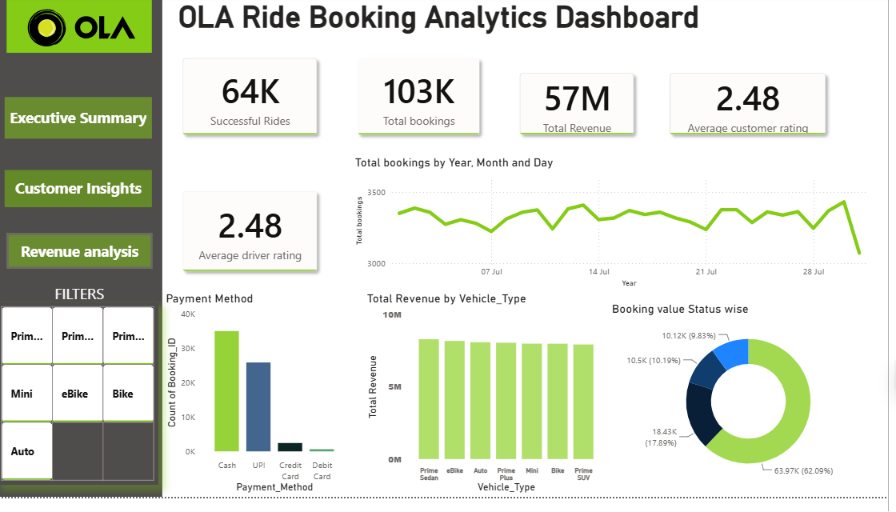 OLA
OLA Ride Booking Analytics Dashboard
Executive Summary
Customer Insights
Revenue analysis
FILTERS
Prim... Prim... Prim...
Mini eBike Bike
Auto
64K
Successful Rides
103K
Total bookings
57M
Total Revenue
2.48
Average customer rating
2.48
Average driver rating
Total bookings by Year, Month and Day
Total bookings
3500
3000
07 Jul 14 Jul 21 Jul 28 Jul
Year
Payment Method
Count of Booking_ID
40K
30K
20K
10K
0K
Cash UPI Credit Card Debit Card
Payment_Method
Total Revenue by Vehicle_Type
Total Revenue
10M
5M
0M
Prime Sedan eBike Auto Prime Plus Mini Bike Prime SUV
Vehicle_Type
Booking value Status wise
10.12K (9.83%)
10.5K (10.19%)
18.43K
(17.89%)
63.97K (62.09%)